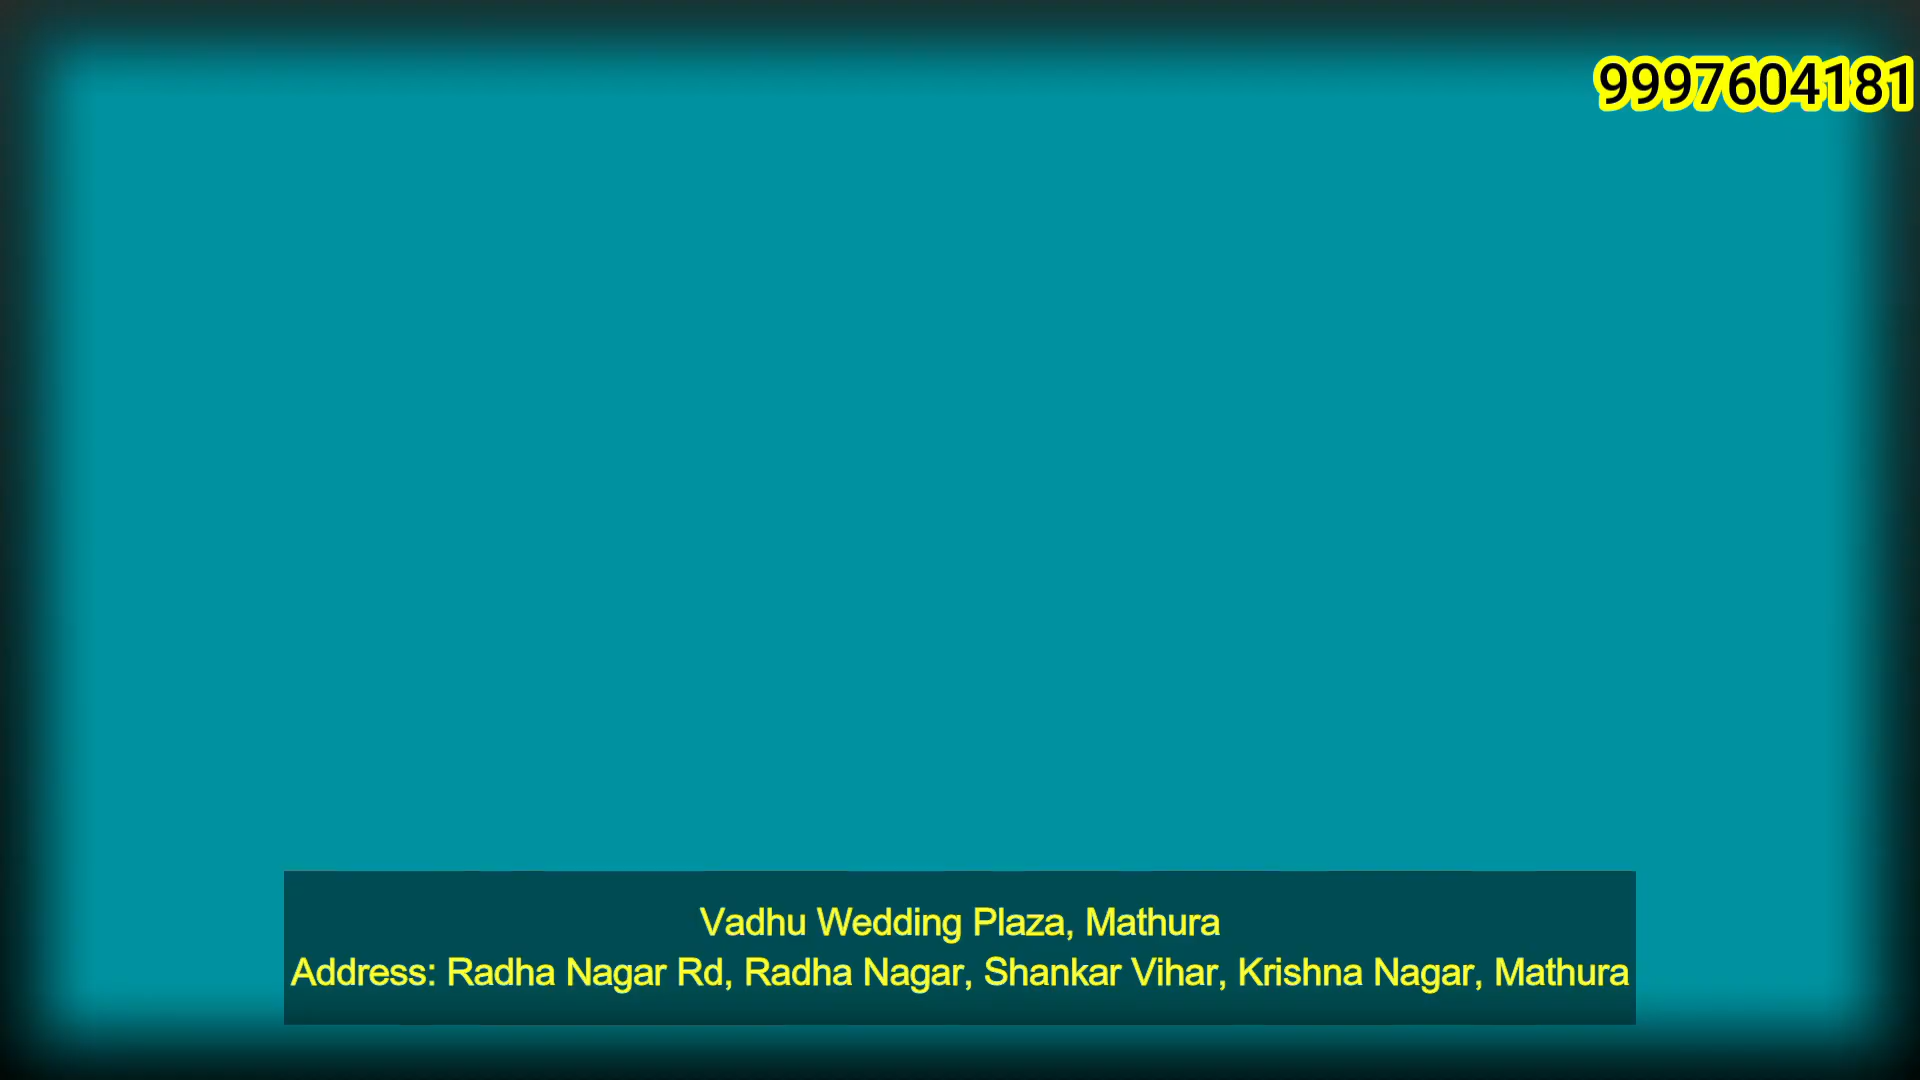 9997604181
Vadhu Wedding Plaza, Mathura
Address: Radha Nagar Rd, Radha Nagar, Shankar Vihar, Krishna Nagar, Mathura